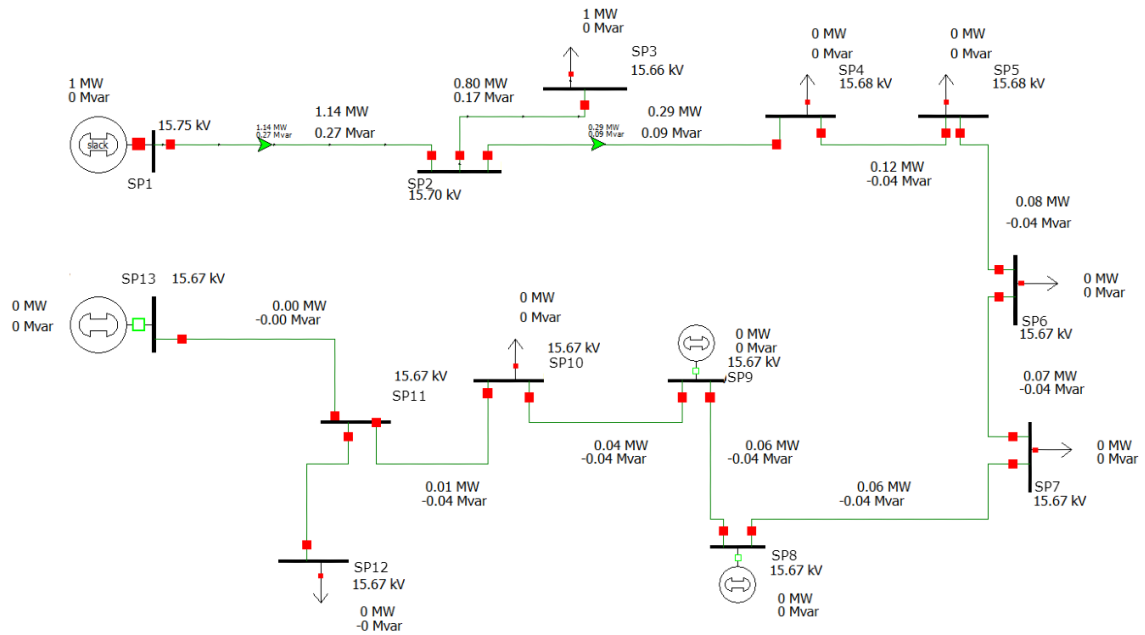 1 MW
0 Mvar
SP3
15.66 kV
0 MW
0 Mvar
SP4
15.68 kV
0 MW
0 Mvar
SP5
15.68 kV
1 MW
0 Mvar
slack
15.75 kV
SP1
1.14 MW
0.27 Mvar
1.14 MW
0.27 Mvar
0.80 MW
0.17 Mvar
SP2
15.70 kV
0.29 MW
0.09 Mvar
0.29 MW
0.09 Mvar
0.12 MW
-0.04 Mvar
0.08 MW
-0.04 Mvar
0 MW
0 Mvar
SP6
15.67 kV
SP13
15.67 kV
0 MW
0 Mvar
0.00 MW
-0.00 Mvar
0 MW
0 Mvar
15.67 kV
SP10
0 MW
0 Mvar
15.67 kV
SP9
15.67 kV
SP11
0.07 MW
-0.04 Mvar
0.04 MW
-0.04 Mvar
0.06 MW
-0.04 Mvar
0 MW
0 Mvar
SP7
15.67 kV
0.01 MW
-0.04 Mvar
0.06 MW
-0.04 Mvar
SP8
15.67 kV
0 MW
0 Mvar
SP12
15.67 kV
0 MW
-0 Mvar